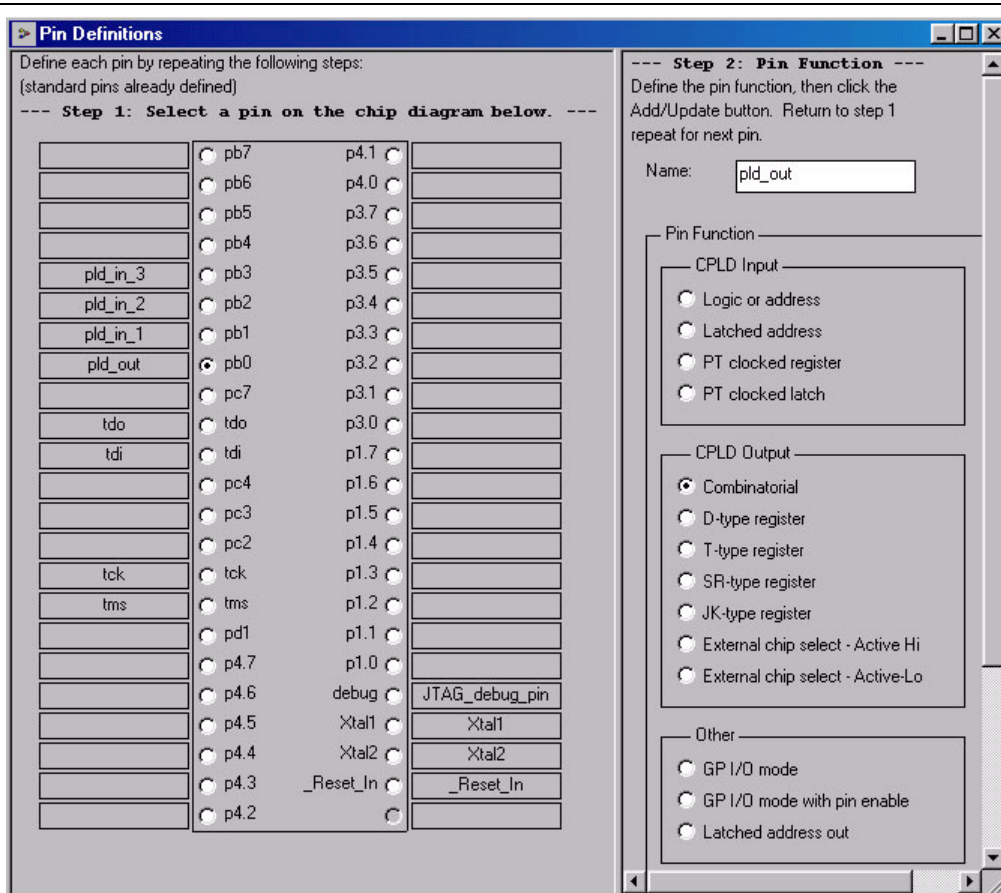 Pin Definitions
Define each pin by repeating the following steps:
(standard pins already defined)
--- Step 1: Select a pin on the chip diagram below. ---
pb7 p4.1
pb6 p4.0
pb5 p3.7
pb4 p3.6
pld_in_3 pb3 p3.5
pld_in_2 pb2 p3.4
pld_in_1 pb1 p3.3
pld_out pb0 p3.2
pc7 p3.1
tdo tdo p3.0
tdi tdi p1.7
pc4 p1.6
pc3 p1.5
pc2 p1.4
tck tck p1.3
tms tms p1.2
pd1 p1.1
p4.7 p1.0
p4.6 debug JTAG_debug_pin
p4.5 Xtal1 Xtal1
p4.4 Xtal2 Xtal2
p4.3 _Reset_In _Reset_In
p4.2
--- Step 2: Pin Function ---
Define the pin function, then click the
Add/Update button. Return to step 1
repeat for next pin.
Name: pld_out
Pin Function
CPLD Input
Logic or address
Latched address
PT clocked register
PT clocked latch
CPLD Output
Combinatorial
D-type register
T-type register
SR-type register
JK-type register
External chip select - Active Hi
External chip select - Active-Lo
Other
GP I/O mode
GP I/O mode with pin enable
Latched address out